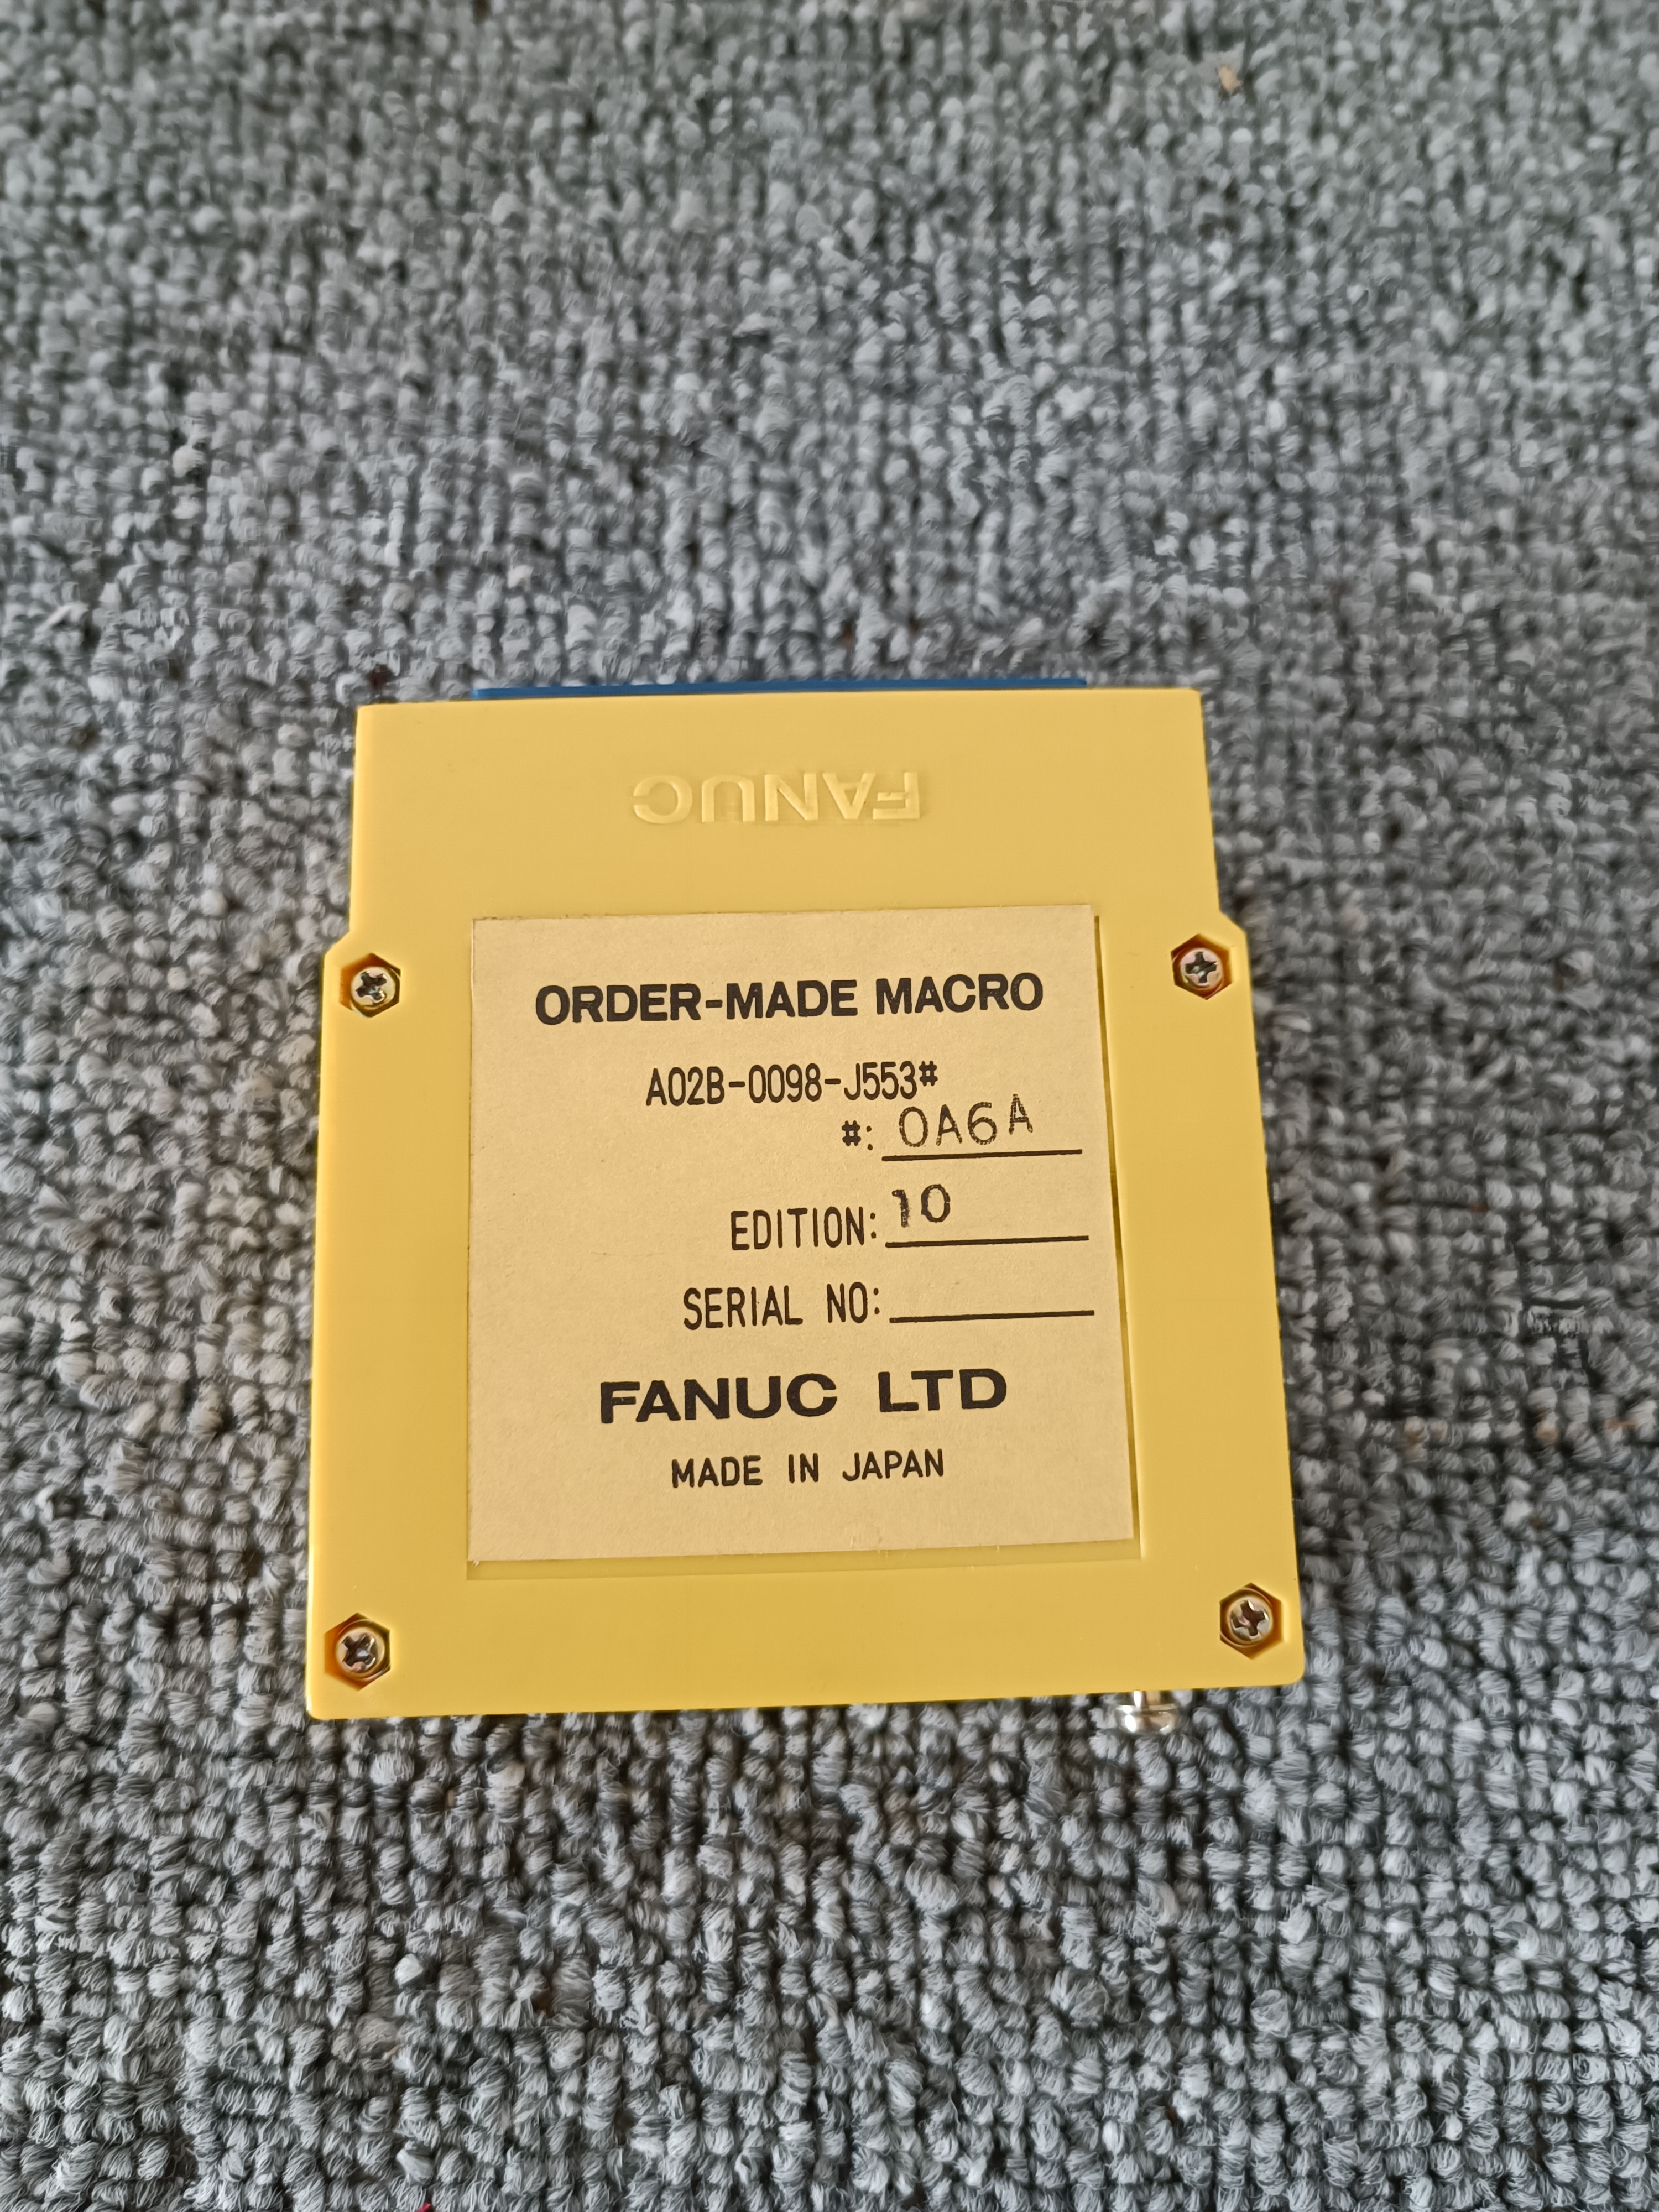 FANUC
ORDER-MADE MACRO
A02B-0098-J553#
#: 0A6A
EDITION: 10
SERIAL NO:
FANUC LTD
MADE IN JAPAN